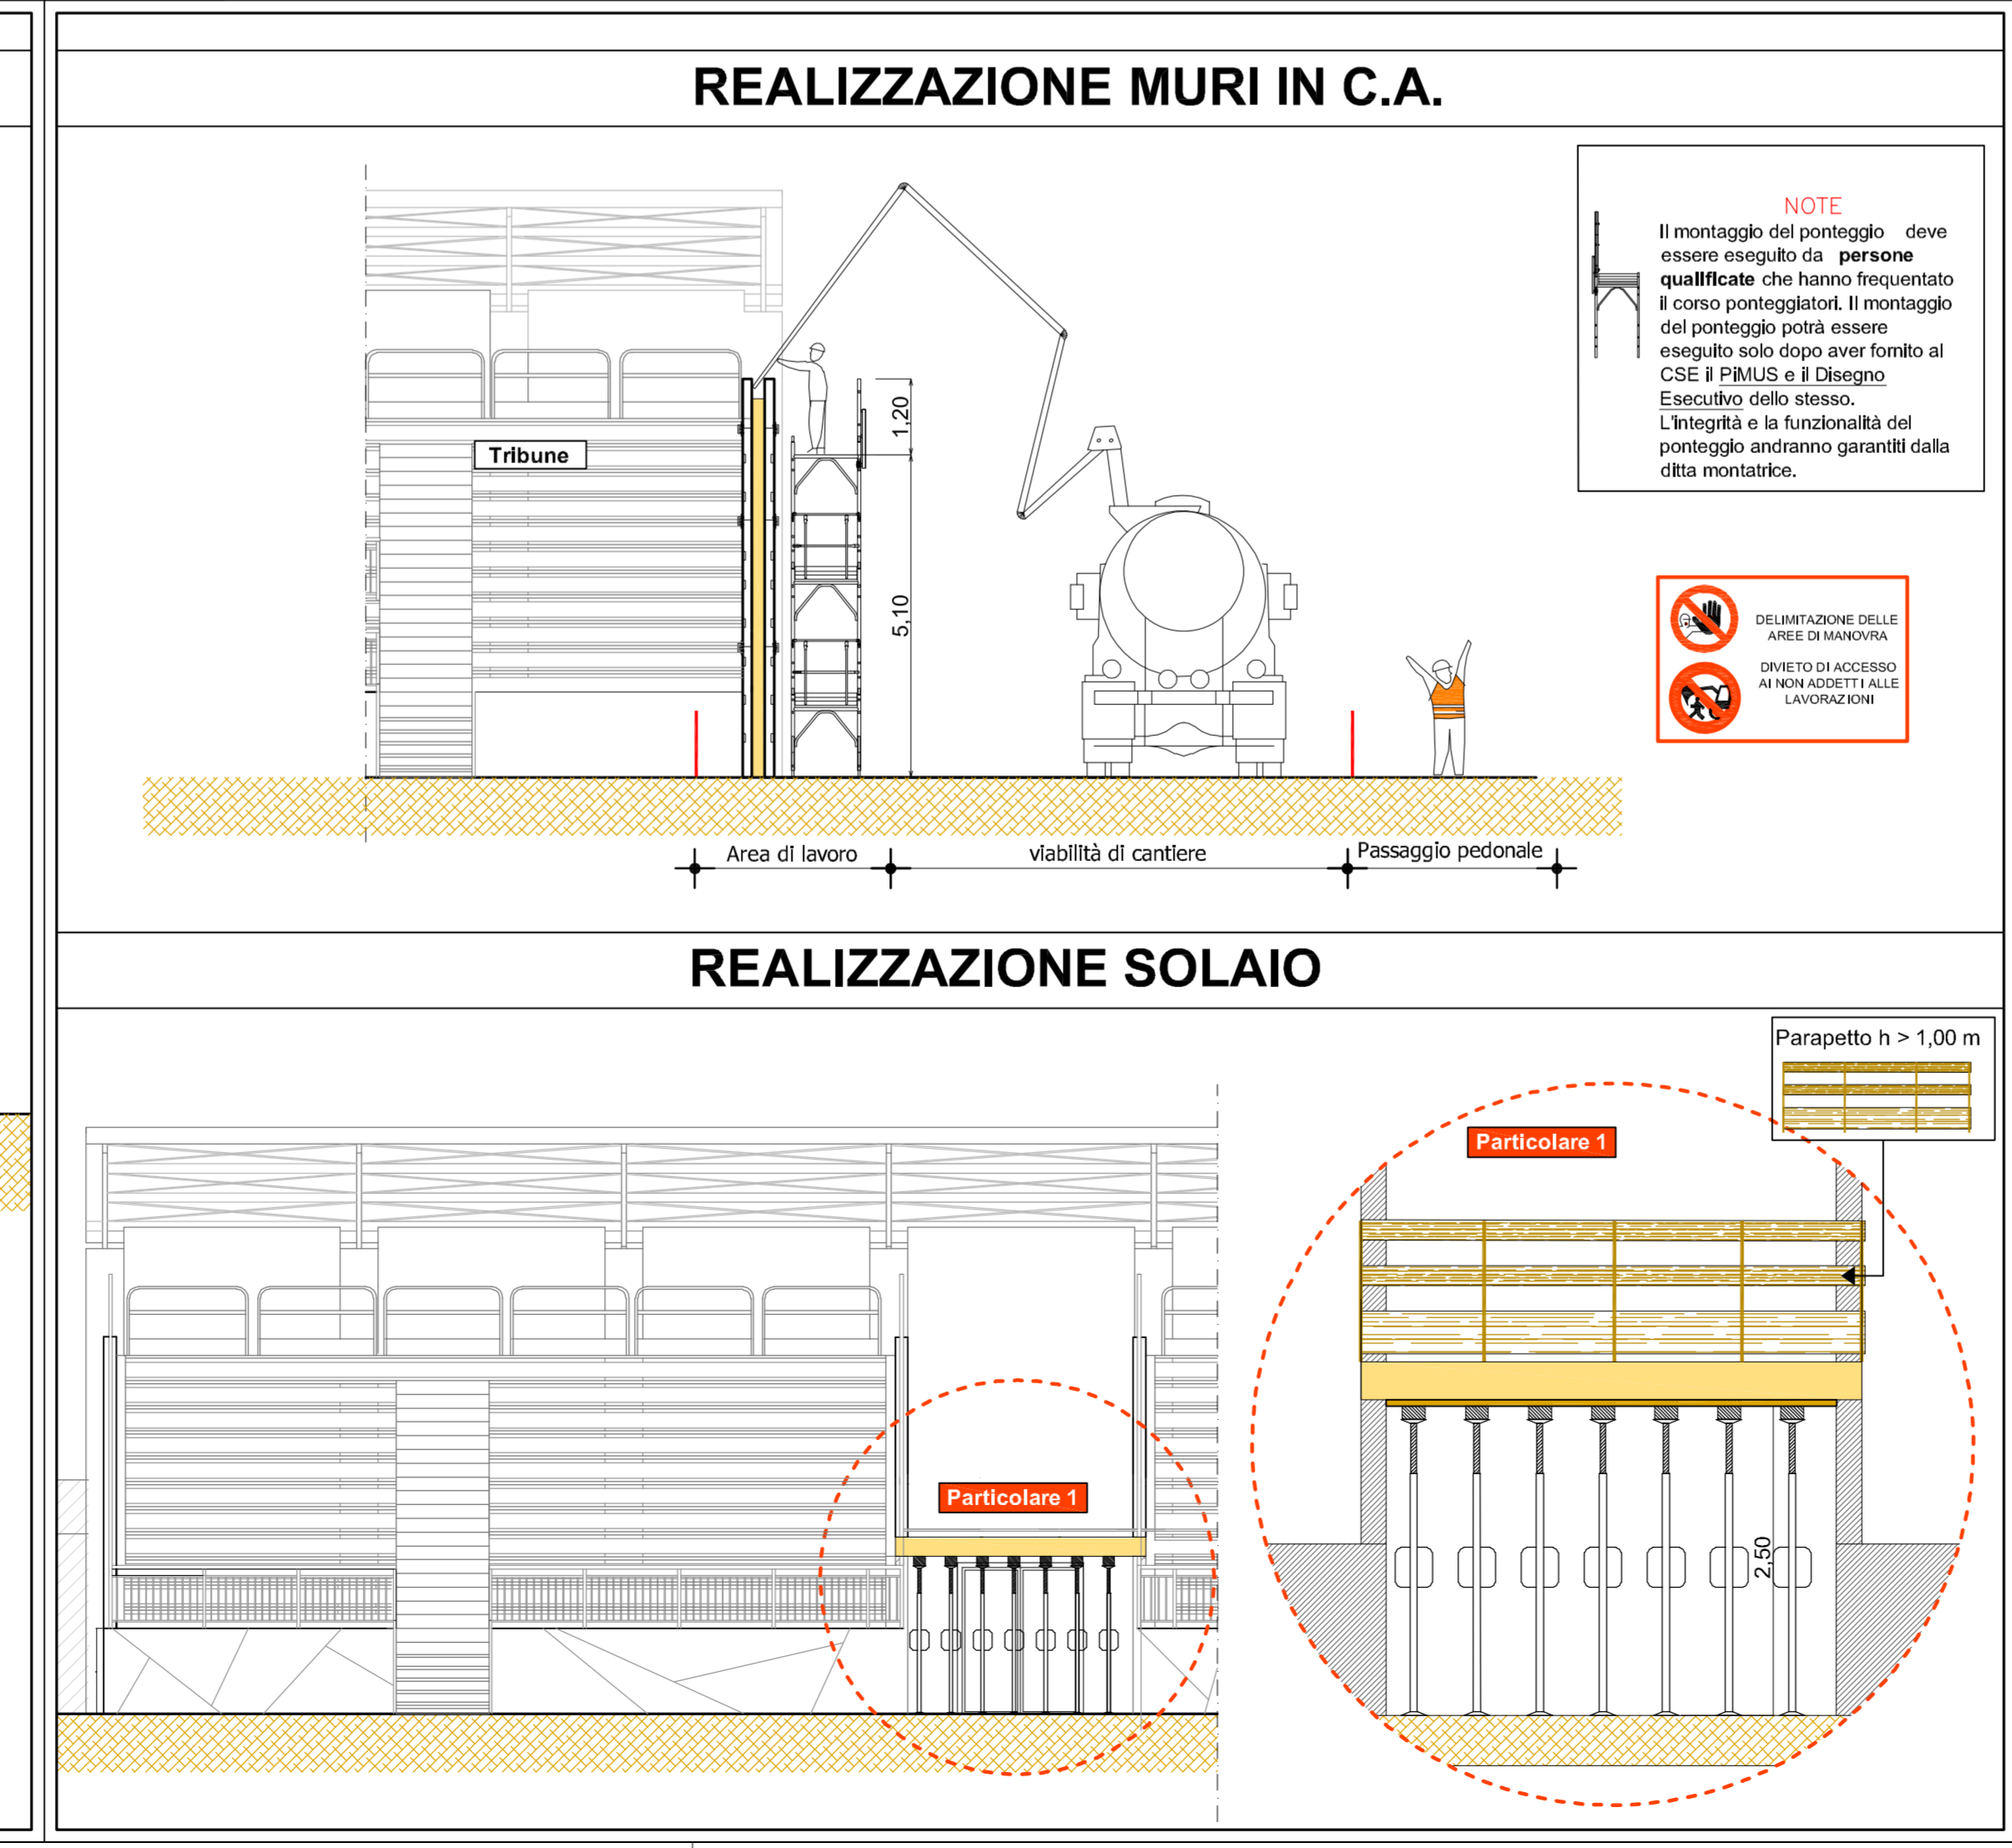 REALIZZAZIONE MURI IN C.A.
NOTE
Il montaggio del ponteggio deve
essere eseguito da persone
qualificate che hanno frequentato
il corso ponteggiatori. Il montaggio
del ponteggio potrà essere
eseguito solo dopo aver fornito al
CSE il PiMUS e il Disegno
Esecutivo dello stesso.
L'integrità e la funzionalità del
ponteggio andranno garantiti dalla
ditta montatrice.
Tribune
1,20
5,10
DELIMITAZIONE DELLE
AREE DI MANOVRA
DIVIETO DI ACCESSO
AI NON ADDETTI ALLE
LAVORAZIONI
Area di lavoro
viabilità di cantiere
Passaggio pedonale
REALIZZAZIONE SOLAIO
Parapetto h > 1,00 m
Particolare 1
Particolare 1
2,50